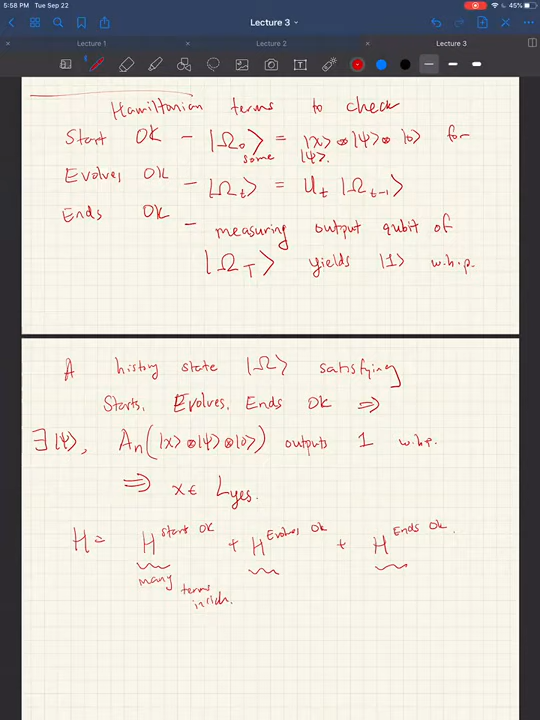 5:58 PM Tue Sep 22
45%
Lecture 3
Lecture 1
Lecture 2
Lecture 3
Hamiltonian terms to check
Start OK - |Ω₀⟩ = |x⟩ ⊗ |ψ⟩ ⊗ |0⟩ for
some |ψ⟩.
Evolves OK - |Ωₜ⟩ = Uₜ |Ωₜ₋₁⟩
Ends OK - measuring output qubit of
|Ω_T⟩ yields |1⟩ w.h.p.
A history state |Ω⟩ satisfying
Starts, Evolves, Ends OK ⇒
∃|ψ⟩, Aₙ(|x⟩ ⊗ |ψ⟩ ⊗ |0⟩) outputs 1 w.h.p.
⇒ x ∈ Lyes.
H = H^Start OK + H^Evolves OK + H^Ends OK.
many terms
inside.